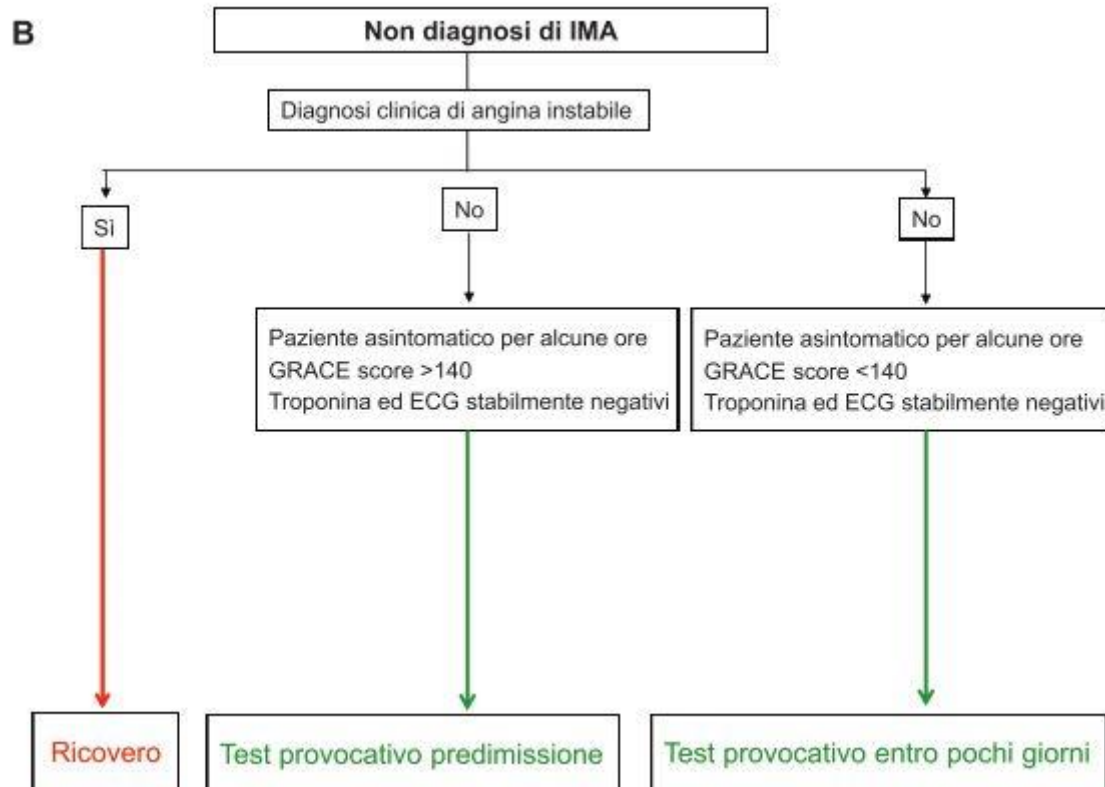 B
Non diagnosi di IMA
Diagnosi clinica di angina instabile
Sì
No
No
Paziente asintomatico per alcune ore
GRACE score >140
Troponina ed ECG stabilmente negativi
Paziente asintomatico per alcune ore
GRACE score <140
Troponina ed ECG stabilmente negativi
Ricovero
Test provocativo predimissione
Test provocativo entro pochi giorni